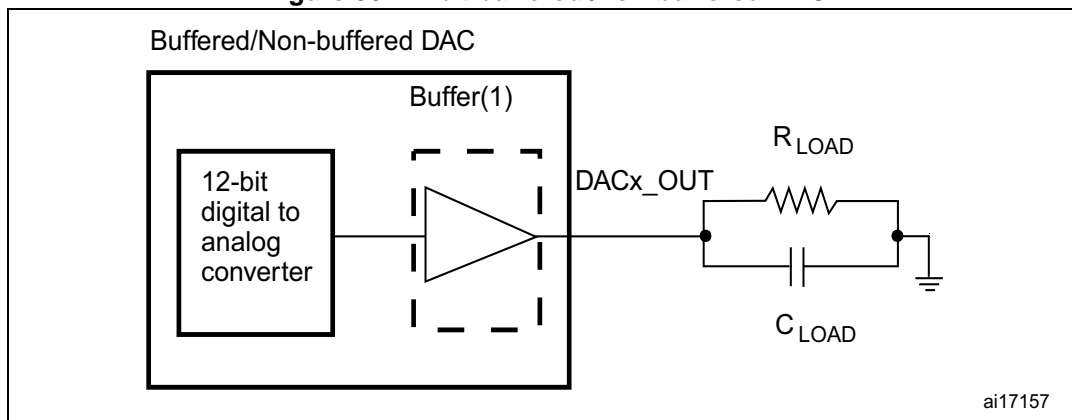 Buffered/Non-buffered DAC
Buffer(1)
12-bit
digital to
analog
converter
DACx_OUT
R LOAD
C LOAD
ai17157